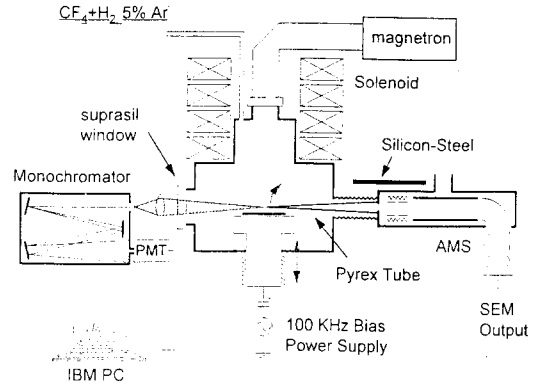 CF4+H2 5% Ar
magnetron
Solenoid
suprasil
window
Silicon-Steel
Monochromator
PMT
AMS
Pyrex Tube
SEM
Output
100 KHz Bias
Power Supply
IBM PC